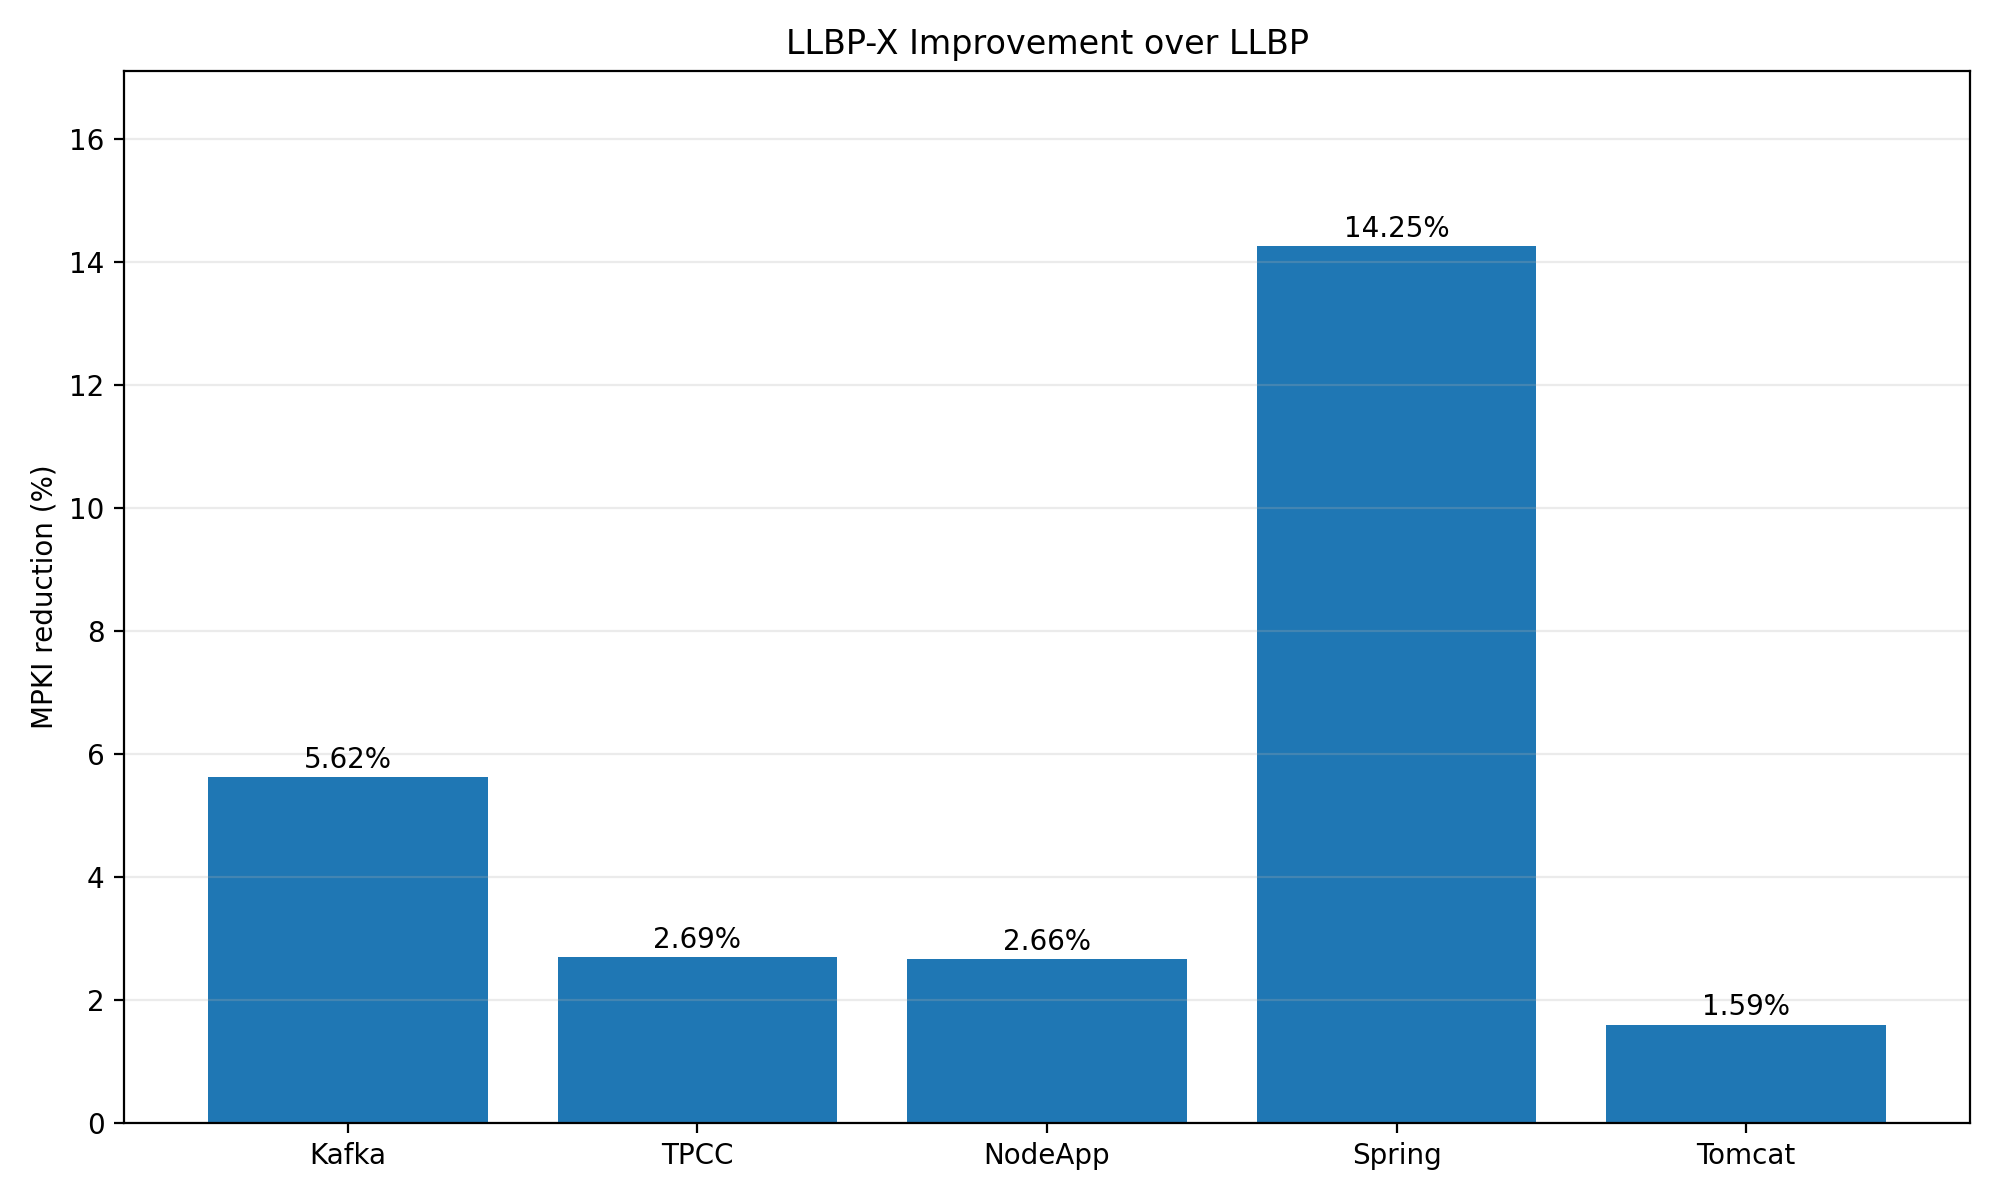 LLBP-X Improvement over LLBP
MPKI reduction (%)
16
14
12
10
8
6
4
2
0
5.62%
2.69%
2.66%
14.25%
1.59%
Kafka
TPCC
NodeApp
Spring
Tomcat